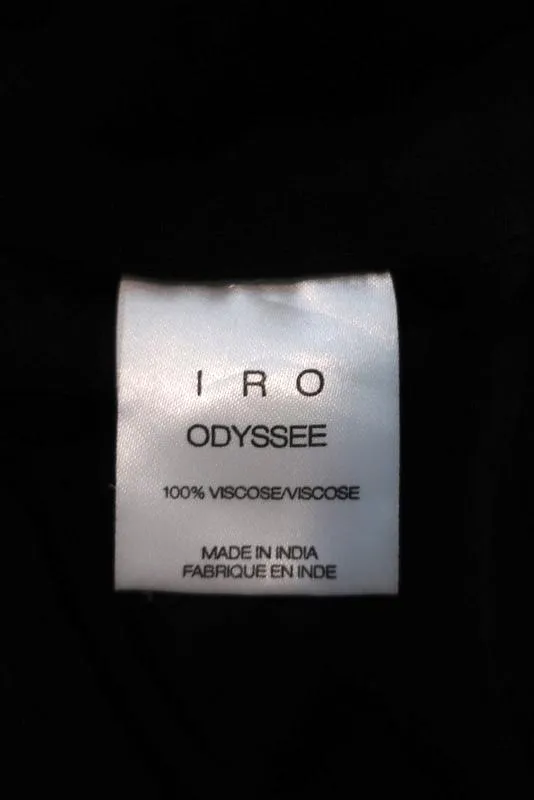 I R O
ODYSSEE
100% VISCOSE/VISCOSE
MADE IN INDIA
FABRIQUE EN INDE